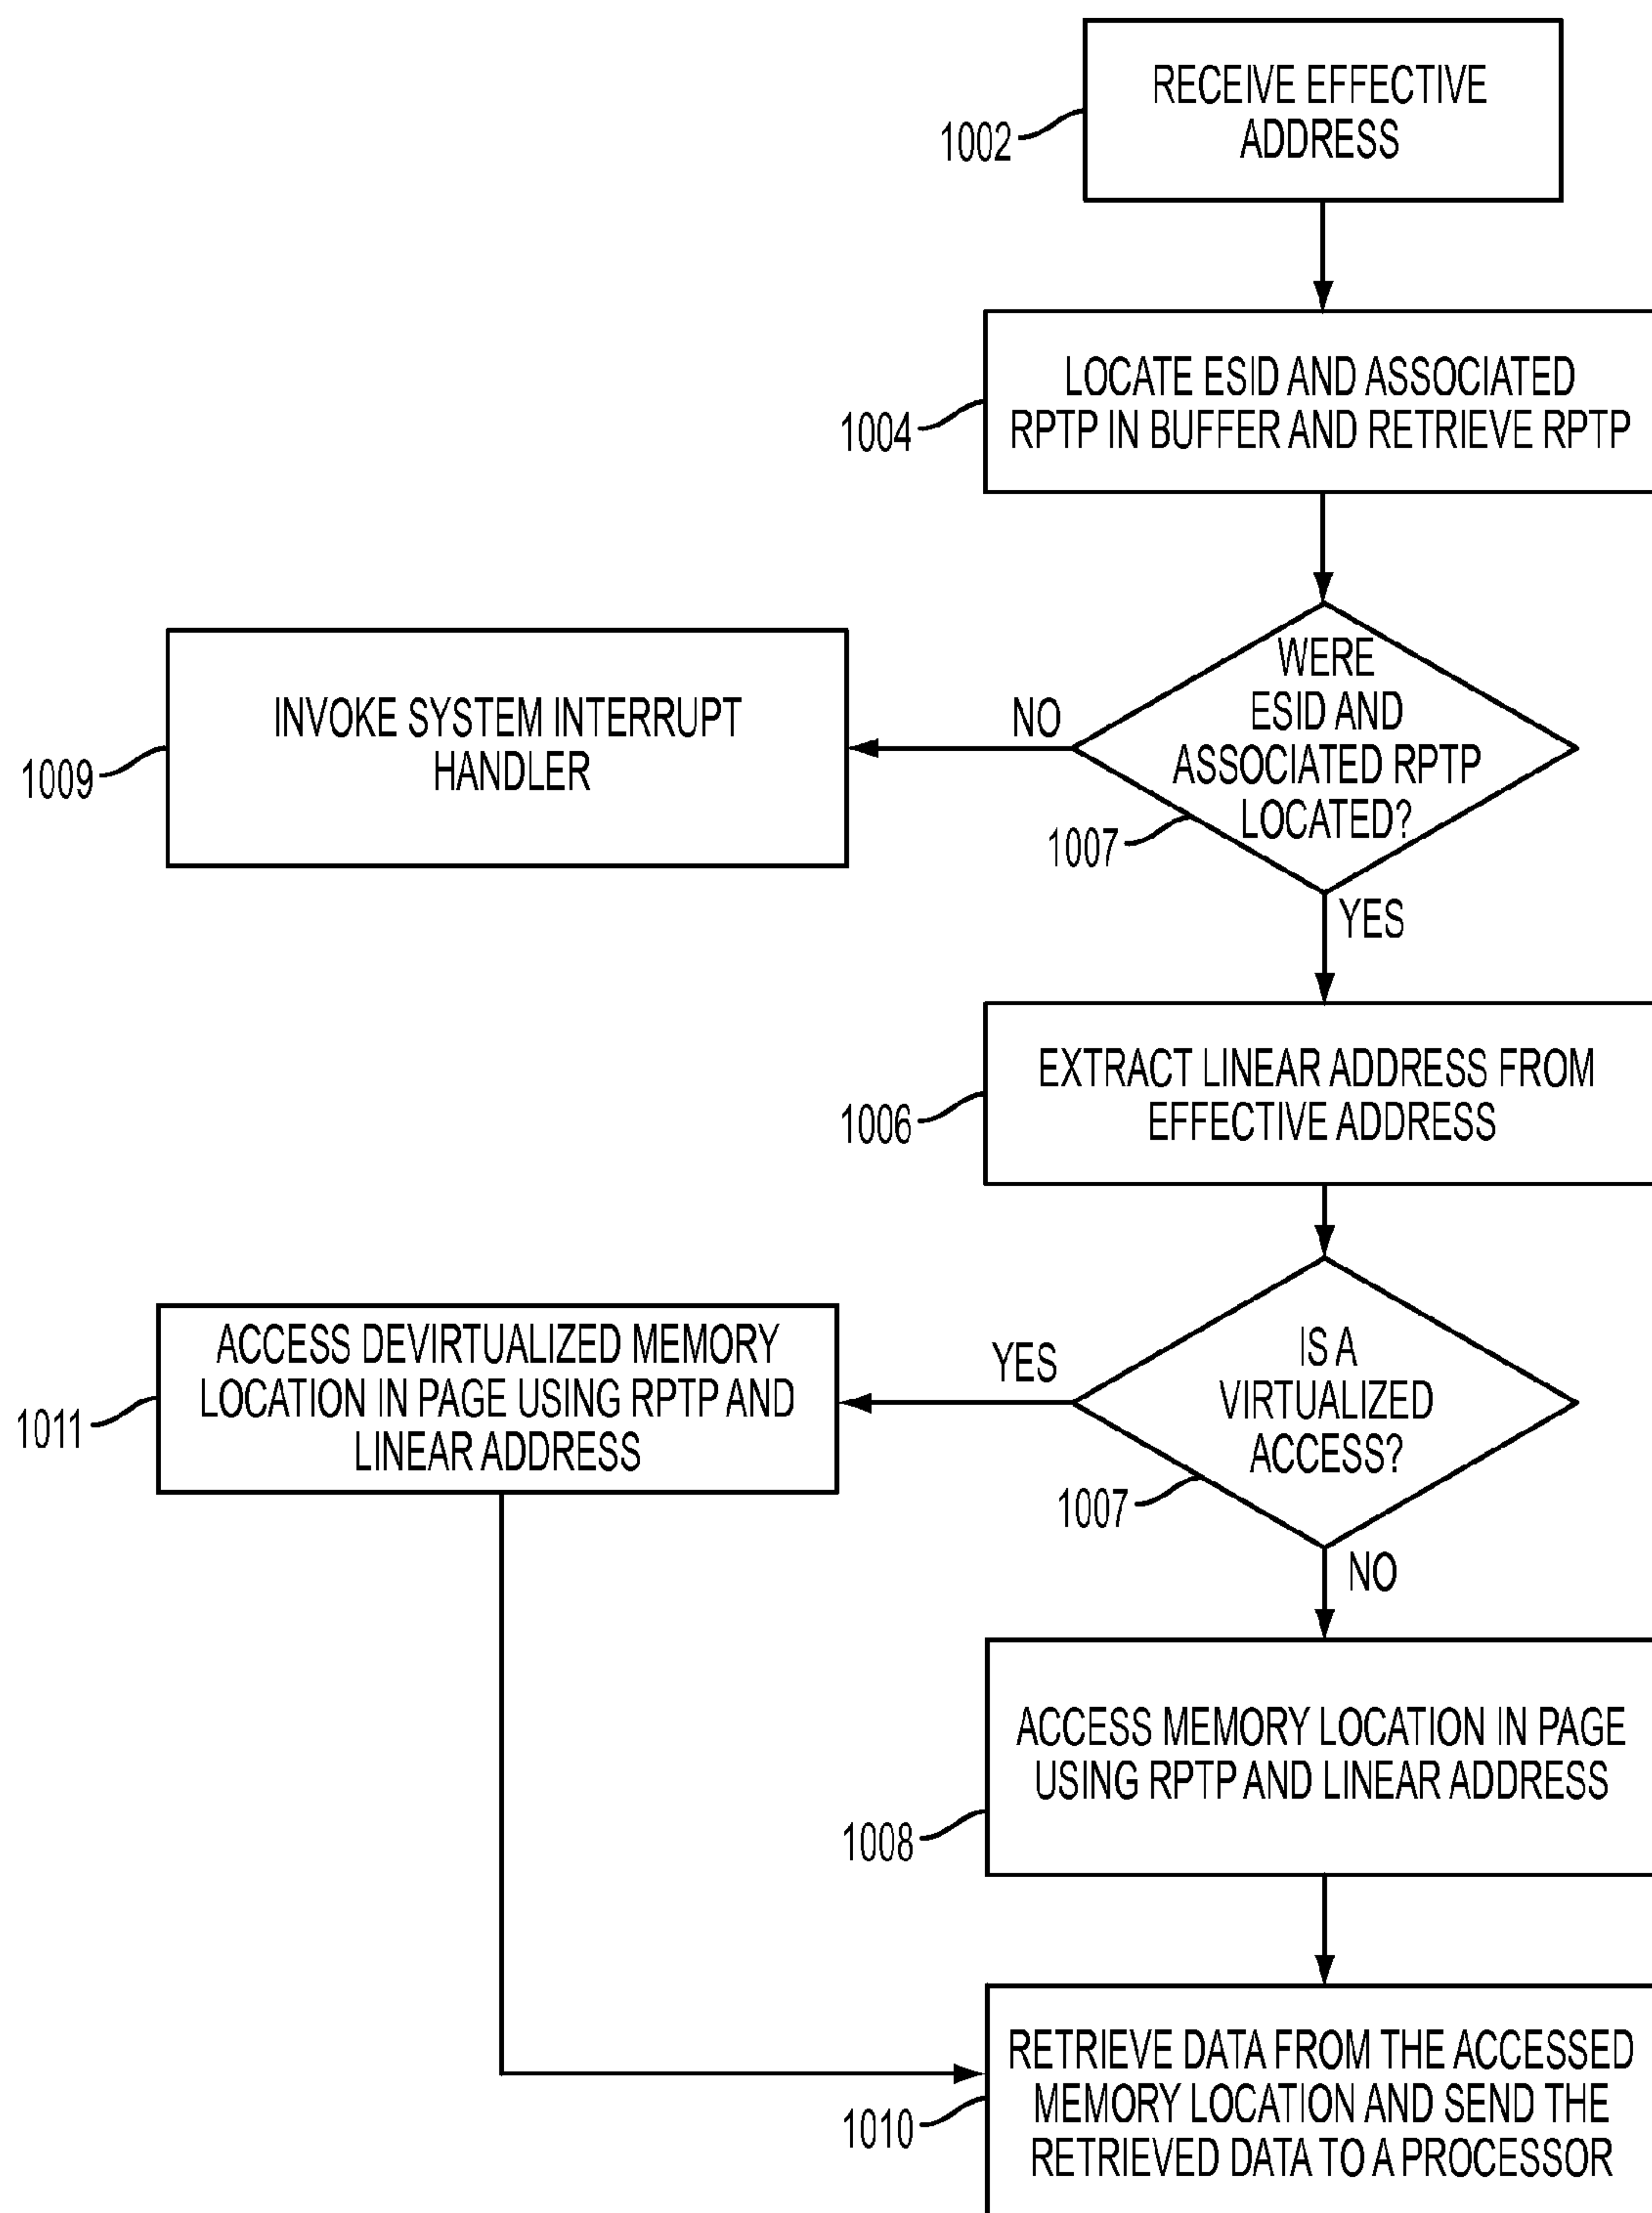 RECEIVE EFFECTIVE
ADDRESS
1002
LOCATE ESID AND ASSOCIATED
RPTP IN BUFFER AND RETRIEVE RPTP
1004
WERE
ESID AND
ASSOCIATED RPTP
LOCATED?
1007
NO
INVOKE SYSTEM INTERRUPT
HANDLER
1009
YES
EXTRACT LINEAR ADDRESS FROM
EFFECTIVE ADDRESS
1006
IS A
VIRTUALIZED
ACCESS?
1007
YES
ACCESS DEVIRTUALIZED MEMORY
LOCATION IN PAGE USING RPTP AND
LINEAR ADDRESS
1011
NO
ACCESS MEMORY LOCATION IN PAGE
USING RPTP AND LINEAR ADDRESS
1008
RETRIEVE DATA FROM THE ACCESSED
MEMORY LOCATION AND SEND THE
RETRIEVED DATA TO A PROCESSOR
1010